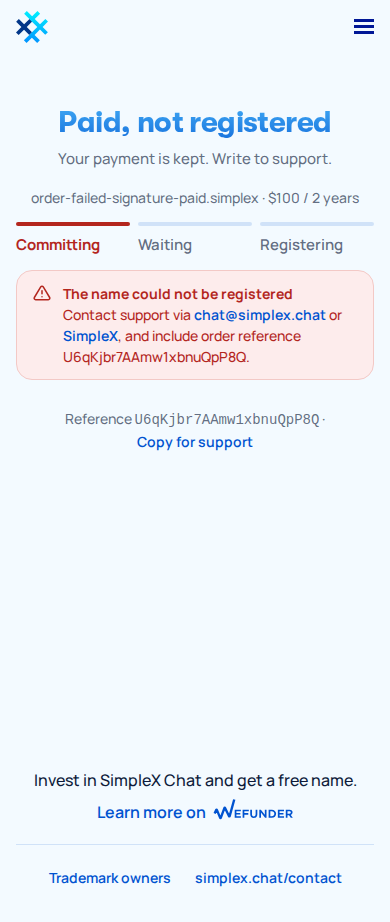 Paid, not registered
Your payment is kept. Write to support.
order-failed-signature-paid.simplex · $100 / 2 years
Committing
Waiting
Registering
The name could not be registered
Contact support via chat@simplex.chat or
SimpleX, and include order reference
U6qKjbr7AAmw1xbnuQpP8Q.
Reference U6qKjbr7AAmw1xbnuQpP8Q ·
Copy for support
Invest in SimpleX Chat and get a free name.
Learn more on WEFUNDER
Trademark owners
simplex.chat/contact